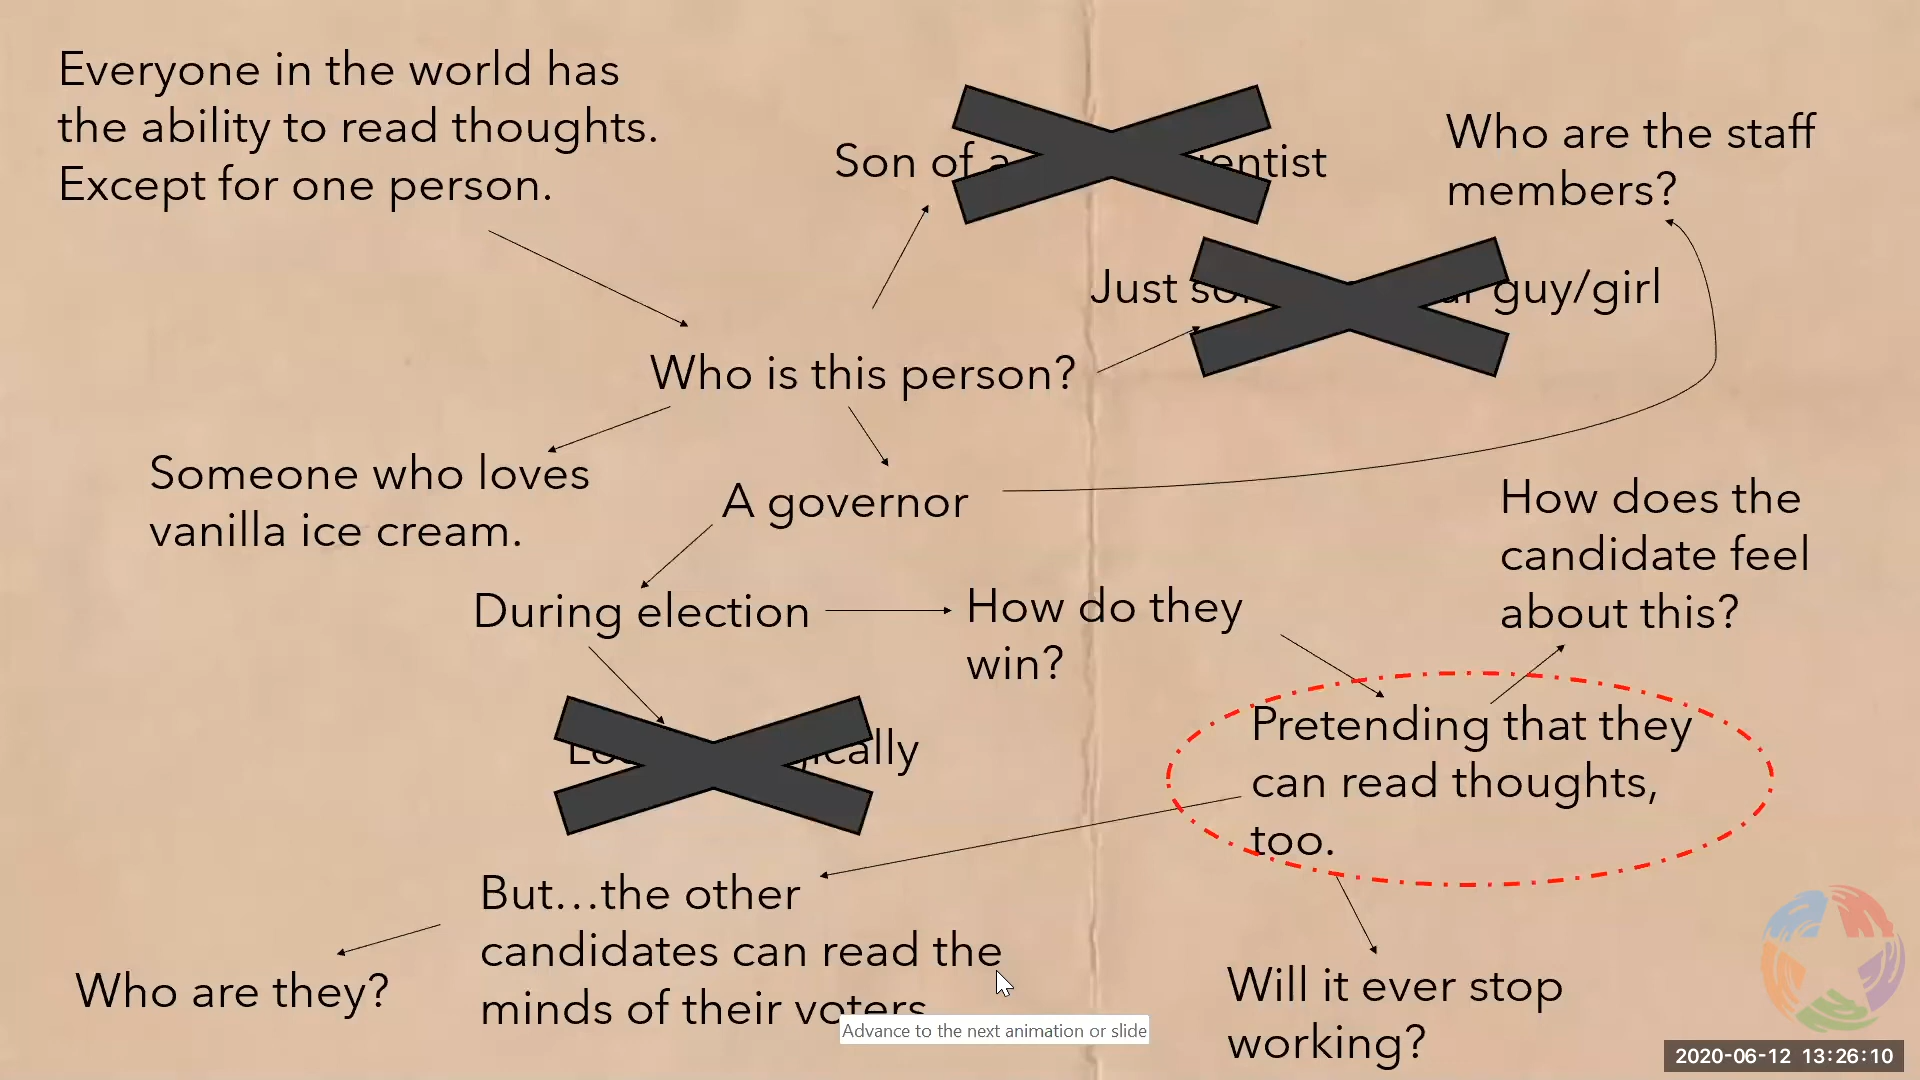 Everyone in the world has
the ability to read thoughts.
Except for one person.
Son of a
Who are the staff
members?
Just guy/girl
Who is this person?
Someone who loves
vanilla ice cream.
A governor
How does the
candidate feel
about this?
During election
How do they
win?
Pretending that they
can read thoughts,
too.
But...the other
candidates can read the
minds of their voters
Who are they?
Will it ever stop
working?
Advance to the next animation or slide
2020-06-12 13:26:10